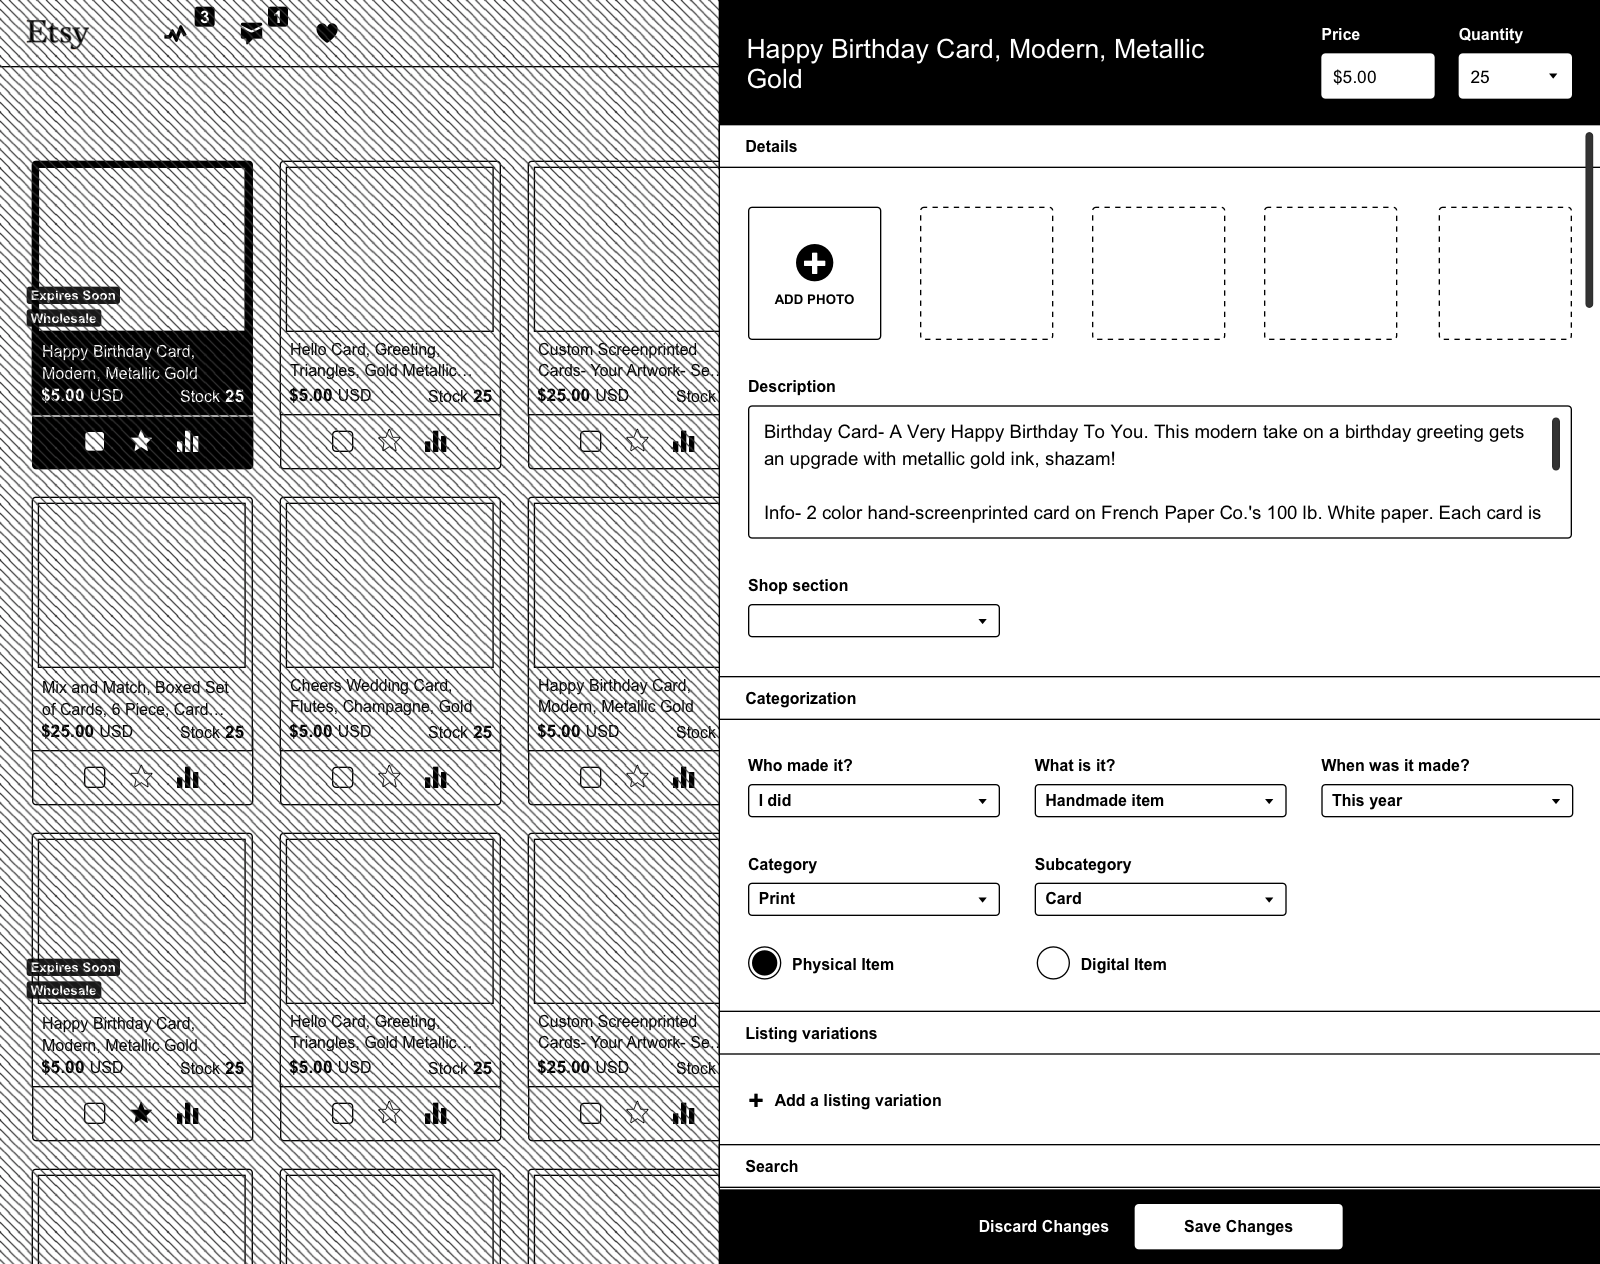 Etsy
3
1
Expires Soon
Wholesale
Happy Birthday Card,
Modern, Metallic Gold
$5.00 USD Stock 25
Hello Card, Greeting,
Triangles, Gold Metallic...
$5.00 USD Stock 25
Custom Screenprinted
Cards- Your Artwork- Se..
$25.00 USD Stock
Mix and Match, Boxed Set
of Cards, 6 Piece, Card...
$25.00 USD Stock 25
Cheers Wedding Card,
Flutes, Champagne, Gold
$5.00 USD Stock 25
Happy Birthday Card,
Modern, Metallic Gold
$5.00 USD Stock
Expires Soon
Wholesale
Happy Birthday Card,
Modern, Metallic Gold
$5.00 USD Stock 25
Hello Card, Greeting,
Triangles, Gold Metallic...
$5.00 USD Stock 25
Custom Screenprinted
Cards- Your Artwork- Se..
$25.00 USD Stock
Happy Birthday Card, Modern, Metallic
Gold
Price
$5.00
Quantity
25
Details
ADD PHOTO
Description
Birthday Card- A Very Happy Birthday To You. This modern take on a birthday greeting gets
an upgrade with metallic gold ink, shazam!
Info- 2 color hand-screenprinted card on French Paper Co.'s 100 lb. White paper. Each card is
Shop section
Categorization
Who made it?
I did
What is it?
Handmade item
When was it made?
This year
Category
Print
Subcategory
Card
Physical Item
Digital Item
Listing variations
Add a listing variation
Search
Discard Changes
Save Changes